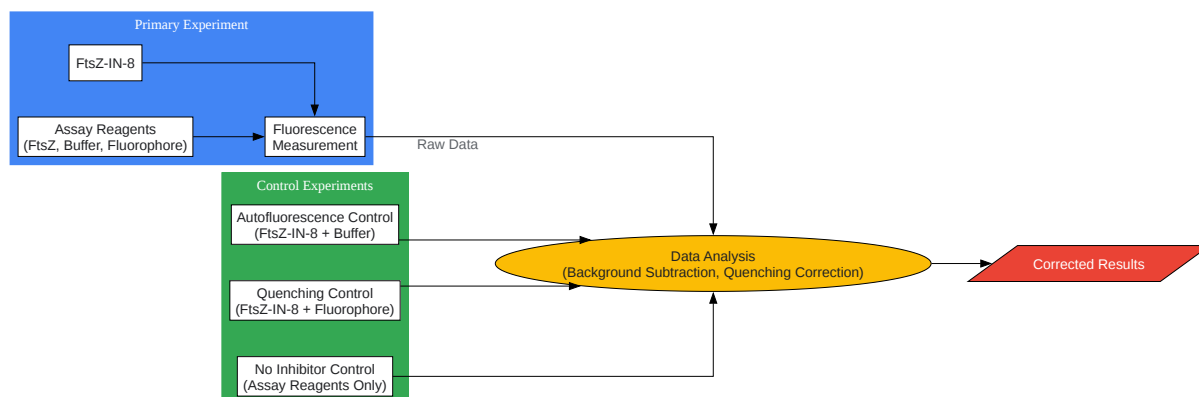 Primary Experiment
FtsZ-IN-8
Assay Reagents
(FtsZ, Buffer, Fluorophore)
Fluorescence
Measurement
Raw Data
Control Experiments
Autofluorescence Control
(FtsZ-IN-8 + Buffer)
Quenching Control
(FtsZ-IN-8 + Fluorophore)
No Inhibitor Control
(Assay Reagents Only)
Data Analysis
(Background Subtraction, Quenching Correction)
Corrected Results